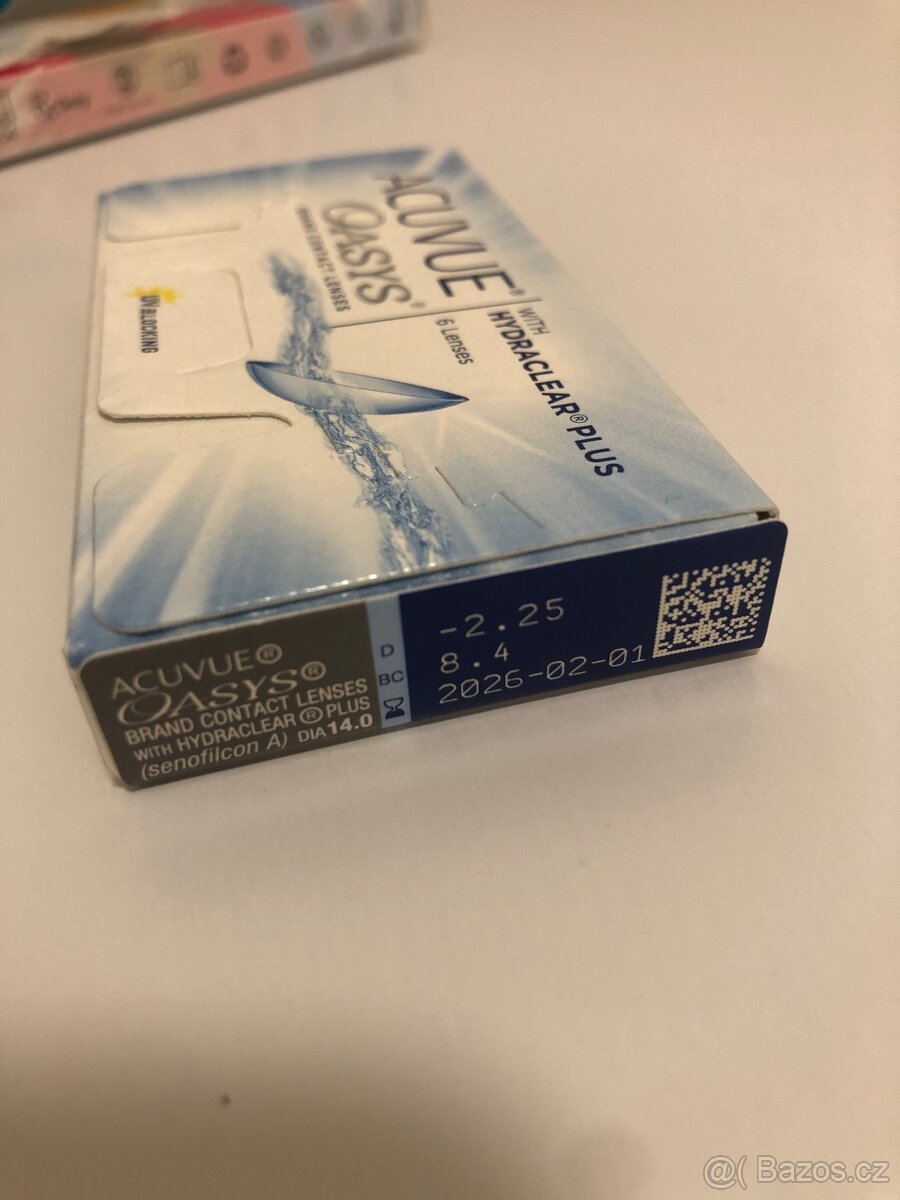 ACUVUE®
OASYS®
BRAND CONTACT LENSES
WITH
HYDRACLEAR® PLUS
6 Lenses
UV BLOCKING
ACUVUE®
OASYS®
BRAND CONTACT LENSES
WITH HYDRACLEAR® PLUS
(senofilcon A) DIA 14.0
D -2.25
BC 8.4
2026-02-01
@( Bazos.cz